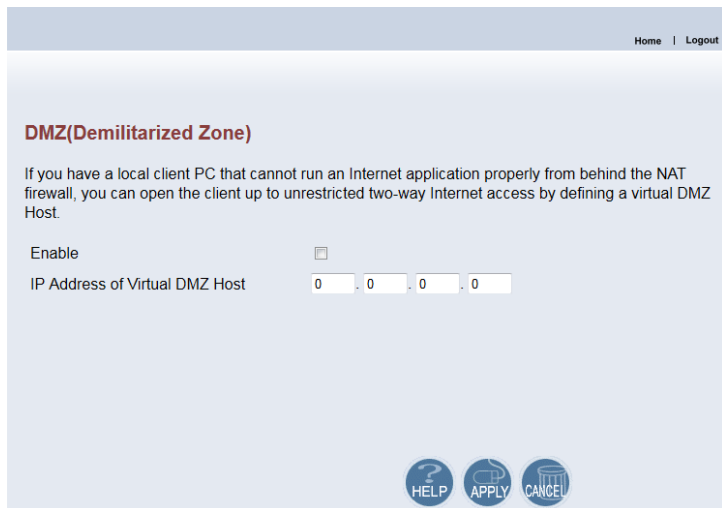 Home | Logout
DMZ(Demilitarized Zone)
If you have a local client PC that cannot run an Internet application properly from behind the NAT
firewall, you can open the client up to unrestricted two-way Internet access by defining a virtual DMZ
Host.
Enable
IP Address of Virtual DMZ Host 0 . 0 . 0 . 0
HELP APPLY CANCEL